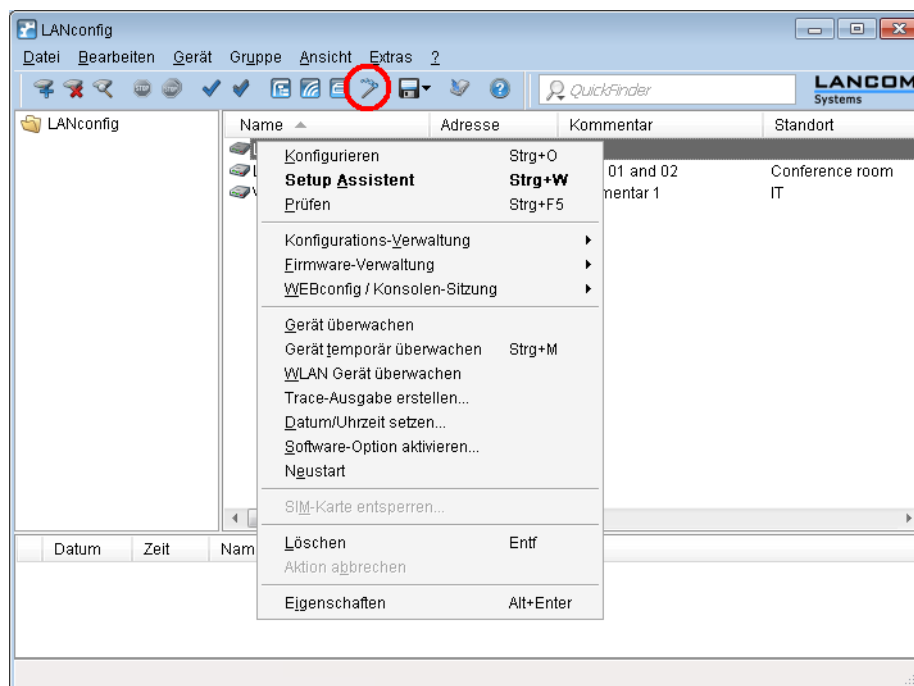 LANconfig
Datei Bearbeiten Gerät Gruppe Ansicht Extras ?
QuickFinder
LANCOM
Systems
LANconfig
Name Adresse Kommentar Standort
01 and 02 Conference room
IT
Konfigurieren Strg+O
Setup Assistent Strg+W
Prüfen Strg+F5
Konfigurations-Verwaltung
Firmware-Verwaltung
WEBconfig / Konsolen-Sitzung
Gerät überwachen
Gerät temporär überwachen Strg+M
WLAN Gerät überwachen
Trace-Ausgabe erstellen...
Datum/Uhrzeit setzen...
Software-Option aktivieren...
Neustart
SIM-Karte entsperren...
Löschen Entf
Aktion abbrechen
Eigenschaften Alt+Enter
Datum Zeit Nam